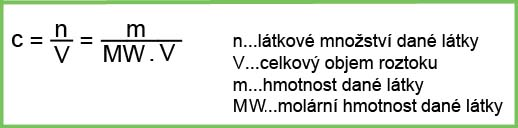 c = n/V = m/MW . V
n...látkové množství dané látky
V...celkový objem roztoku
m...hmotnost dané látky
MW...molární hmotnost dané látky